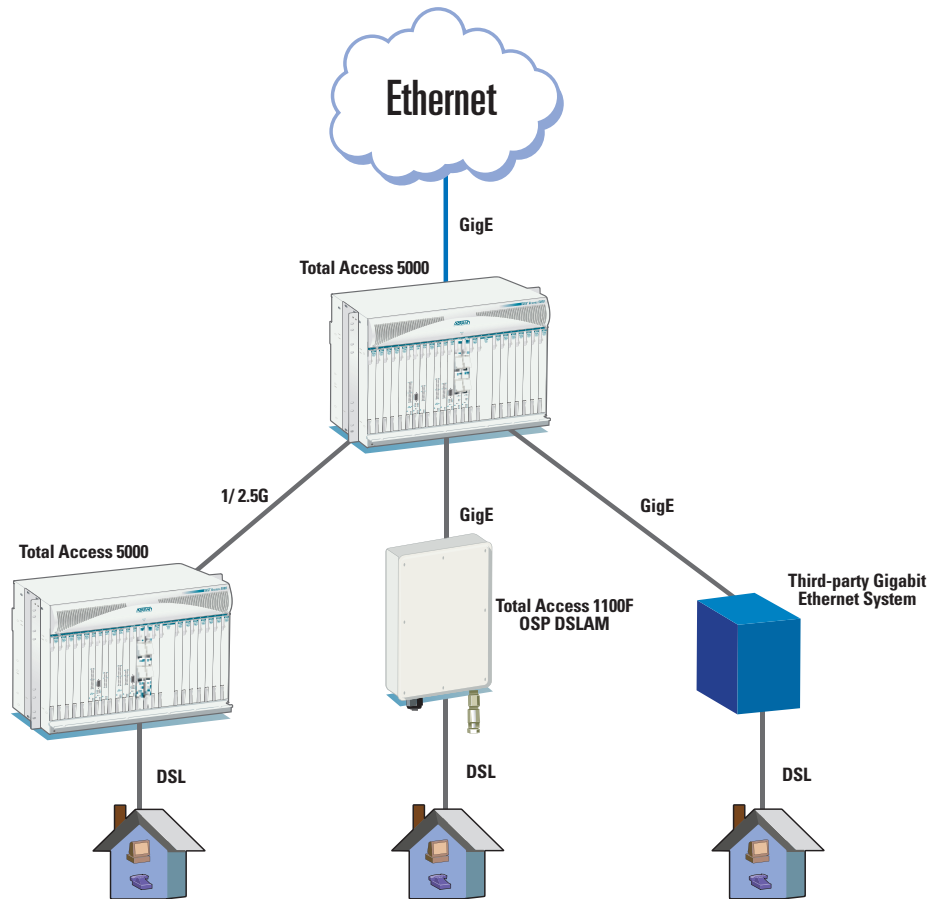 Ethernet
GigE
Total Access 5000
1/ 2.5G
GigE
GigE
Total Access 5000
Total Access 1100F
OSP DSLAM
Third-party Gigabit
Ethernet System
DSL
DSL
DSL